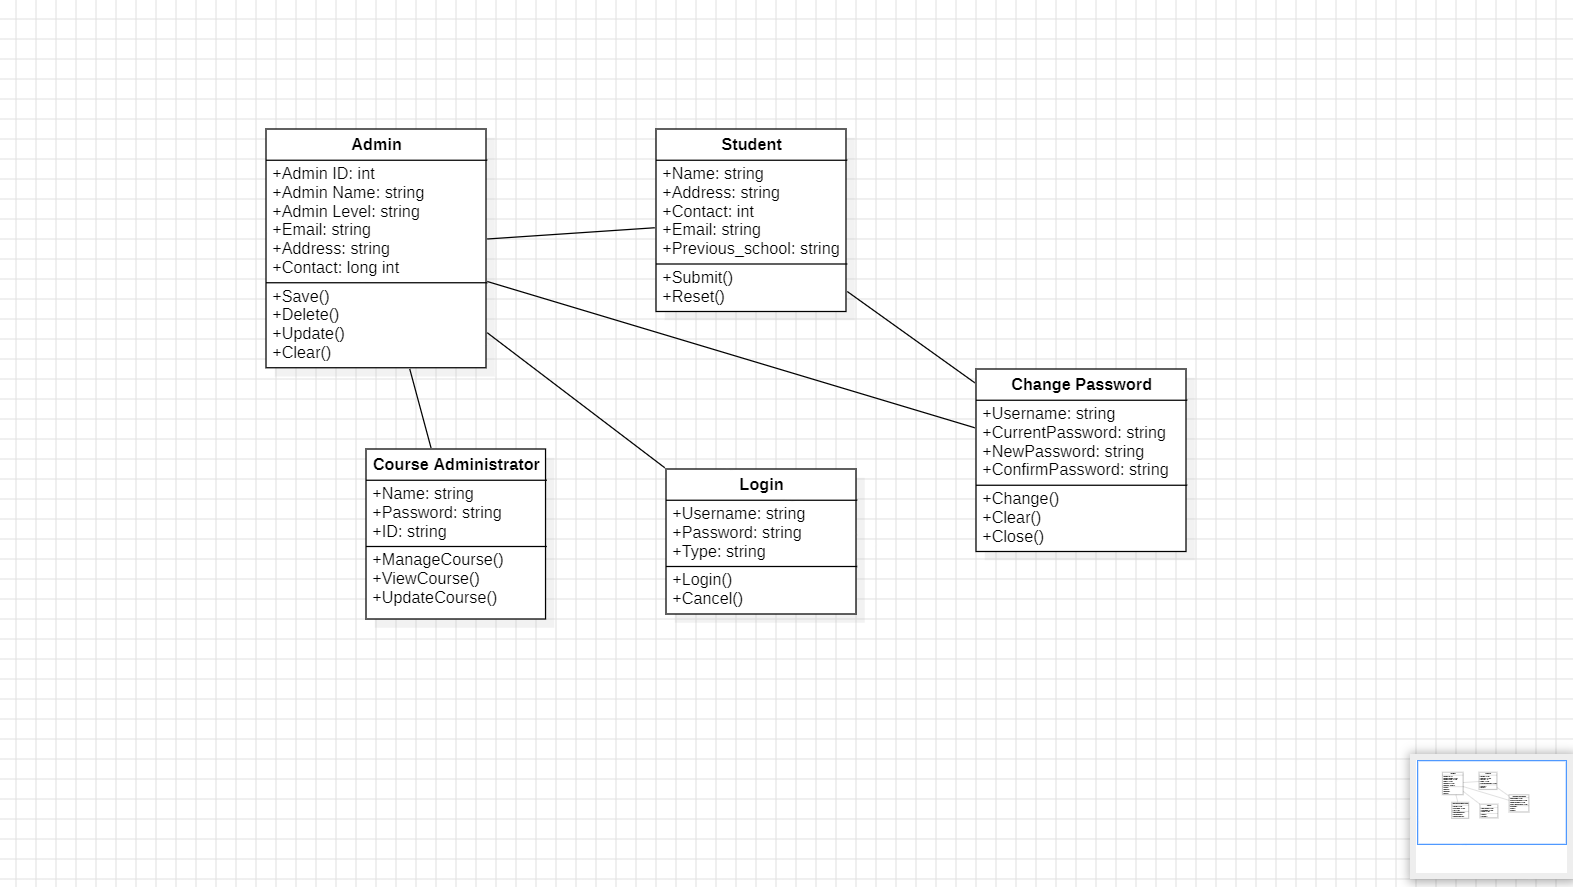 Admin
+Admin ID: int
+Admin Name: string
+Admin Level: string
+Email: string
+Address: string
+Contact: long int
+Save()
+Delete()
+Update()
+Clear()
Student
+Name: string
+Address: string
+Contact: int
+Email: string
+Previous_school: string
+Submit()
+Reset()
Change Password
+Username: string
+CurrentPassword: string
+NewPassword: string
+ConfirmPassword: string
+Change()
+Clear()
+Close()
Course Administrator
+Name: string
+Password: string
+ID: string
+ManageCourse()
+ViewCourse()
+UpdateCourse()
Login
+Username: string
+Password: string
+Type: string
+Login()
+Cancel()